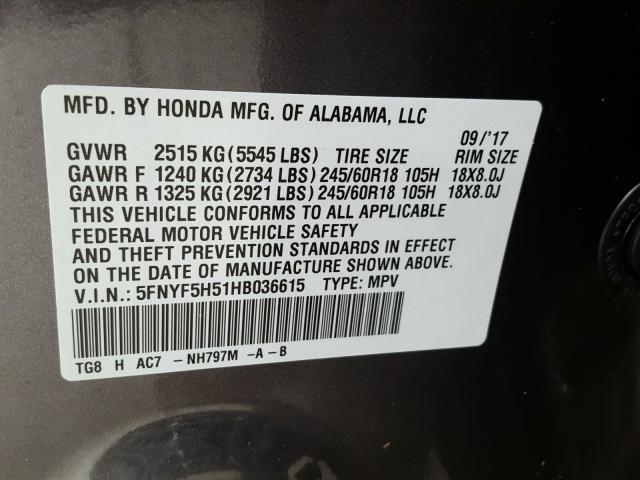 MFD. BY HONDA MFG. OF ALABAMA, LLC
09/'17
GVWR 2515 KG(5545 LBS) TIRE SIZE RIM SIZE
GAWR F 1240 KG(2734 LBS) 245/60R18 105H 18X8.0J
GAWR R 1325 KG(2921 LBS) 245/60R18 105H 18X8.0J
THIS VEHICLE CONFORMS TO ALL APPLICABLE
FEDERAL MOTOR VEHICLE SAFETY
AND THEFT PREVENTION STANDARDS IN EFFECT
ON THE DATE OF MANUFACTURE SHOWN ABOVE.
V.I.N.: 5FNYF5H51HB036615 TYPE: MPV
TG8 H AC7 -NH797M -A-B